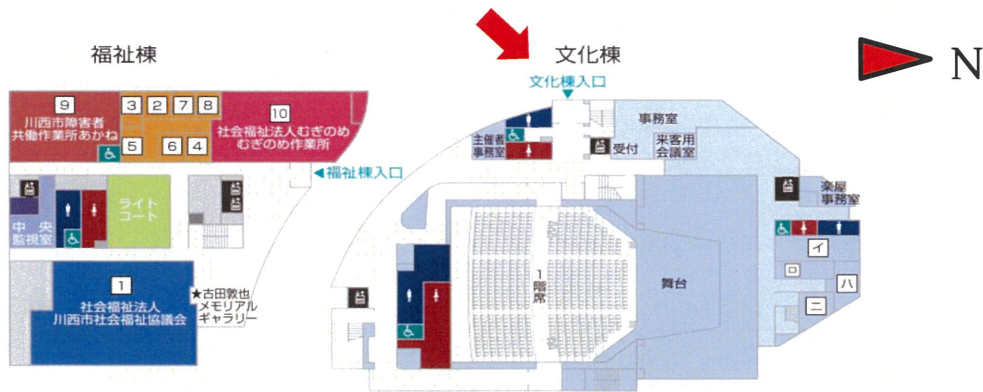 福祉棟
文化棟
N
文化棟入口
9
川西市障害者
共働作業所あかね
3 2 7 8
5 6 4
10
社会福祉法人むぎのめ
むぎのめ作業所
福祉棟入口
主催者
事務室
受付
事務室
来客用
会議室
楽屋
事務室
中央
監視室
ライト
コート
1
社会福祉法人
川西市社会福祉協議会
★古田敦也
メモリアル
ギャラリー
1階席
舞台
イ
ロ
ハ
ニ